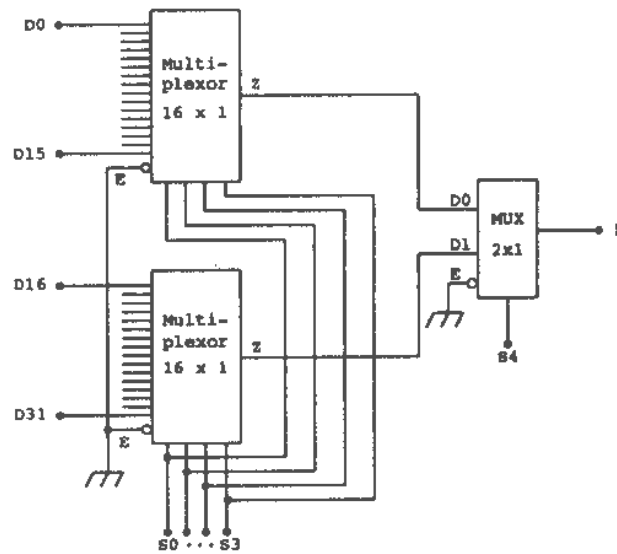 D0
Multi-
plexor
16 x 1
Z
D15
E
D0
MUX
D1
2x1
E
S4
D16
Multi-
plexor
16 x 1
Z
D31
E
S0 ... S3